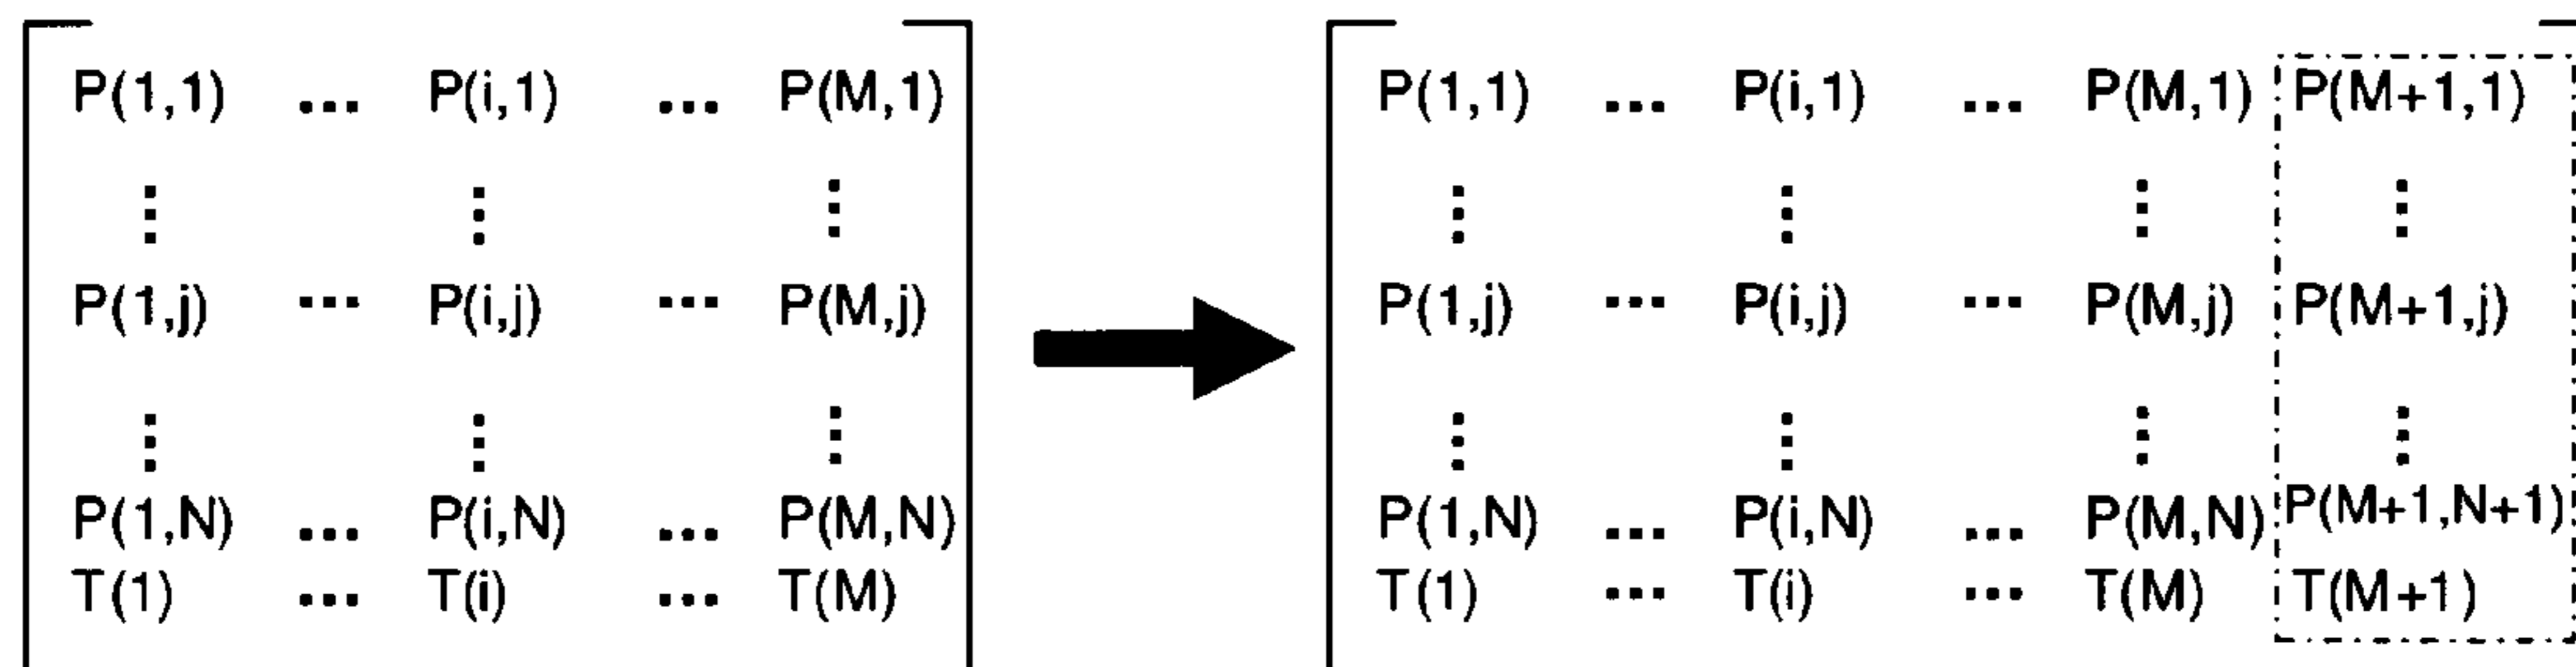 P(1,1) ... P(i,1) ... P(M,1) P(1,1) ... P(i,1) ... P(M,1) P(M+1,1)
⋮ ⋮ ⋮ ⋮ ⋮ ⋮ ⋮
P(1,j) ... P(i,j) ... P(M,j) P(1,j) ... P(i,j) ... P(M,j) P(M+1,j)
⋮ ⋮ ⋮ ⋮ ⋮ ⋮ ⋮
P(1,N) ... P(i,N) ... P(M,N) P(1,N) ... P(i,N) ... P(M,N) P(M+1,N+1)
T(1) ... T(i) ... T(M) T(1) ... T(i) ... T(M) T(M+1)